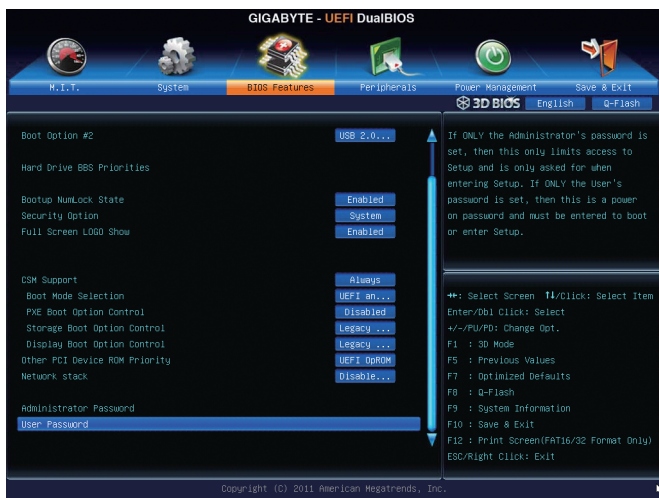 GIGABYTE - UEFI DualBIOS
M.I.T.
System
BIOS Features
Peripherals
Power Management
Save & Exit
3D BIOS
English
Q-Flash
Boot Option #2 USB 2.0...
Hard Drive BBS Priorities
Bootup NumLock State Enabled
Security Option System
Full Screen LOGO Show Enabled
CSM Support Always
Boot Mode Selection UEFI an...
PXE Boot Option Control Disabled
Storage Boot Option Control Legacy ...
Display Boot Option Control Legacy ...
Other PCI Device ROM Priority UEFI OpROM
Network stack Disable...
Administrator Password
User Password
If ONLY the Administrator's password is
set, then this only limits access to
Setup and is only asked for when
entering Setup. If ONLY the User's
password is set, then this is a power
on password and must be entered to boot
or enter Setup.
→←: Select Screen ↑↓/Click: Select Item
Enter/Dbl Click: Select
+/-/PU/PD: Change Opt.
F1 : 3D Mode
F5 : Previous Values
F7 : Optimized Defaults
F8 : Q-Flash
F9 : System Information
F10 : Save & Exit
F12 : Print Screen(FAT16/32 Format Only)
ESC/Right Click: Exit
Copyright (C) 2011 American Megatrends, Inc.